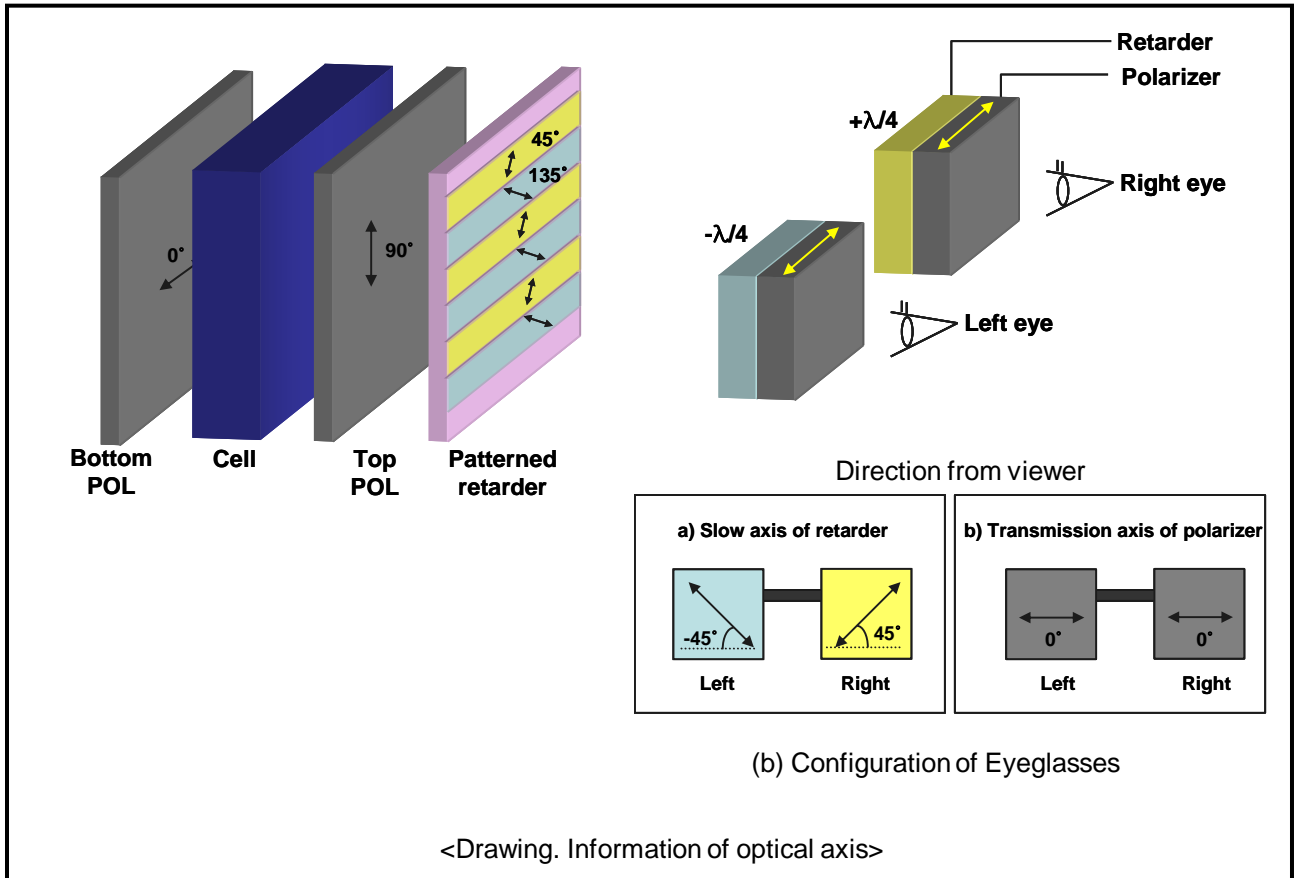 Retarder
Polarizer
+λ/4
45˚
135˚
Right eye
-λ/4
0˚
90˚
Left eye
Bottom
POL
Cell
Top
POL
Patterned
retarder
Direction from viewer
a) Slow axis of retarder
b) Transmission axis of polarizer
-45˚
45˚
0˚
0˚
Left
Right
Left
Right
(b) Configuration of Eyeglasses
<Drawing. Information of optical axis>